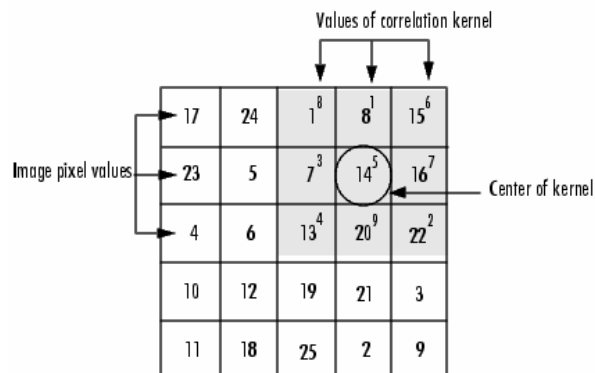 Values of correlation kernel
17 24 1 8 8 1 15 6
Image pixel values 23 5 7 3 14 5 16 7 Center of kernel
4 6 13 4 20 9 22 2
10 12 19 21 3
11 18 25 2 9